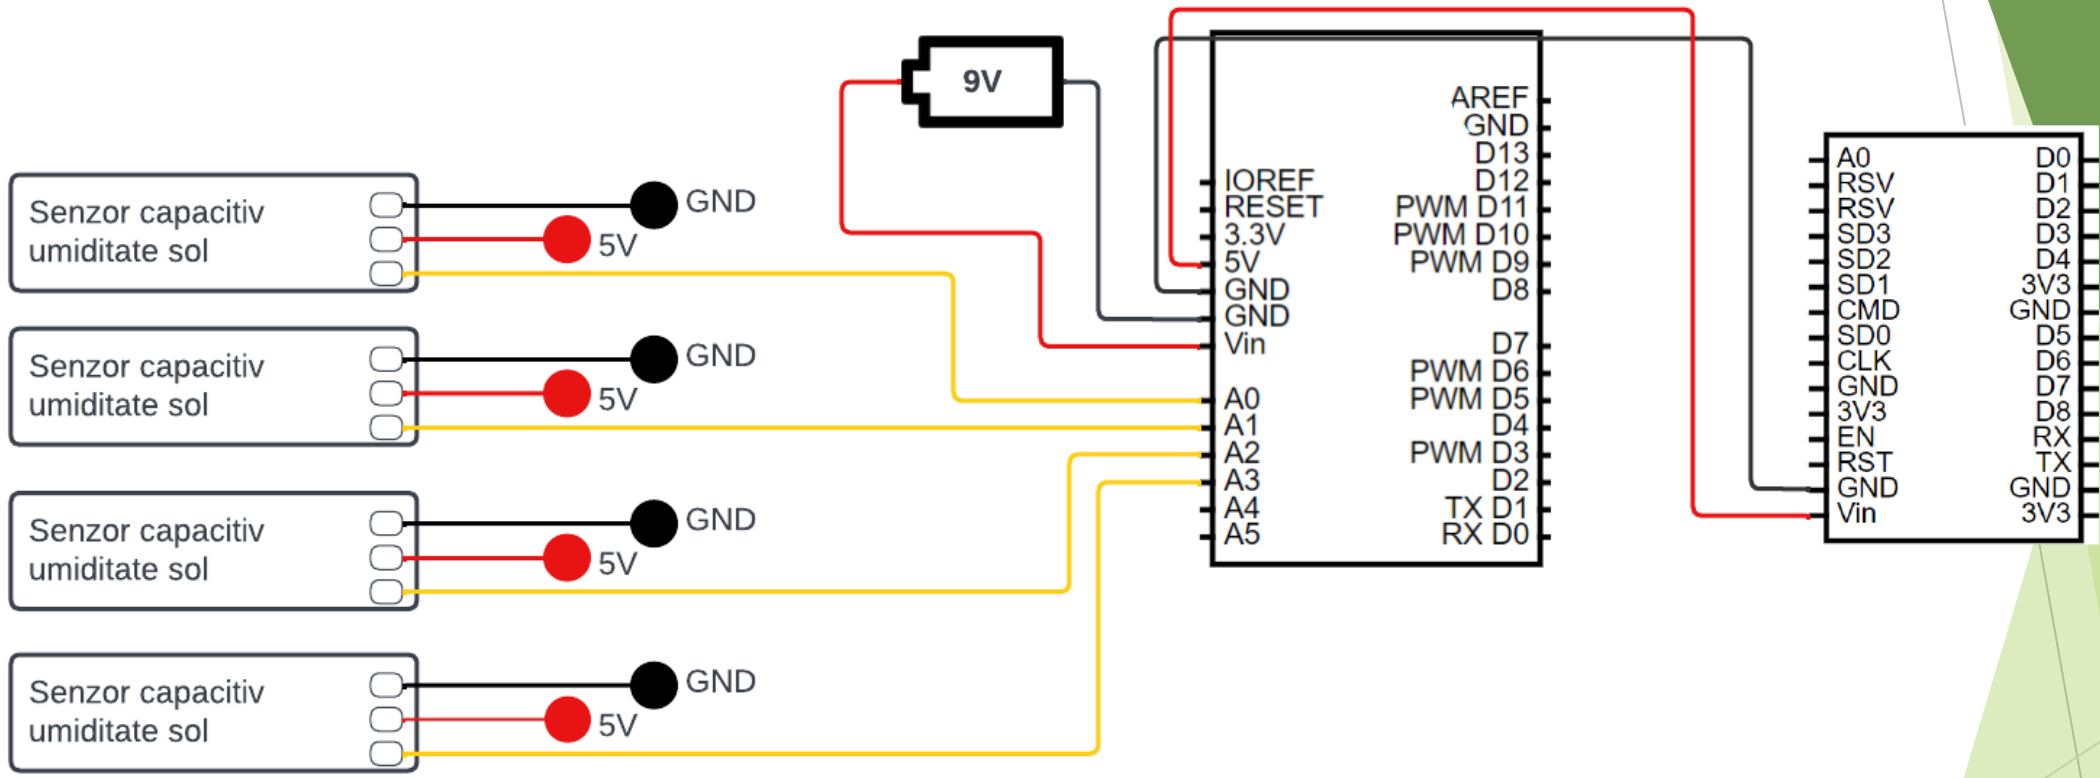 9V
Senzor capacitiv
umiditate sol
GND
5V
Senzor capacitiv
umiditate sol
GND
5V
Senzor capacitiv
umiditate sol
GND
5V
Senzor capacitiv
umiditate sol
GND
5V
IOREF
RESET
3.3V
5V
GND
GND
Vin
A0
A1
A2
A3
A4
A5
AREF
GND
D13
D12
PWM D11
PWM D10
PWM D9
D8
D7
PWM D6
PWM D5
D4
PWM D3
D2
TX D1
RX D0
A0
RSV
RSV
SD3
SD2
SD1
CMD
SD0
CLK
GND
3V3
EN
RST
GND
Vin
D0
D1
D2
D3
D4
3V3
GND
D5
D6
D7
D8
RX
TX
GND
3V3